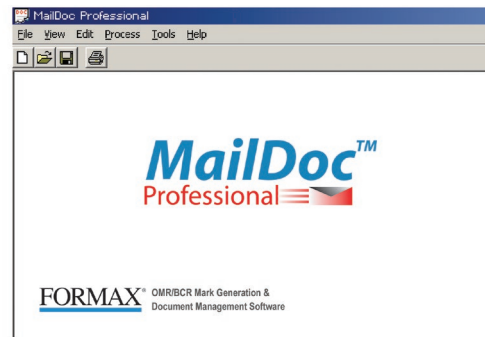 MailDoc Professional
File View Edit Process Tools Help
MailDoc™
Professional
FORMAX® OMR/BCR Mark Generation &
Document Management Software